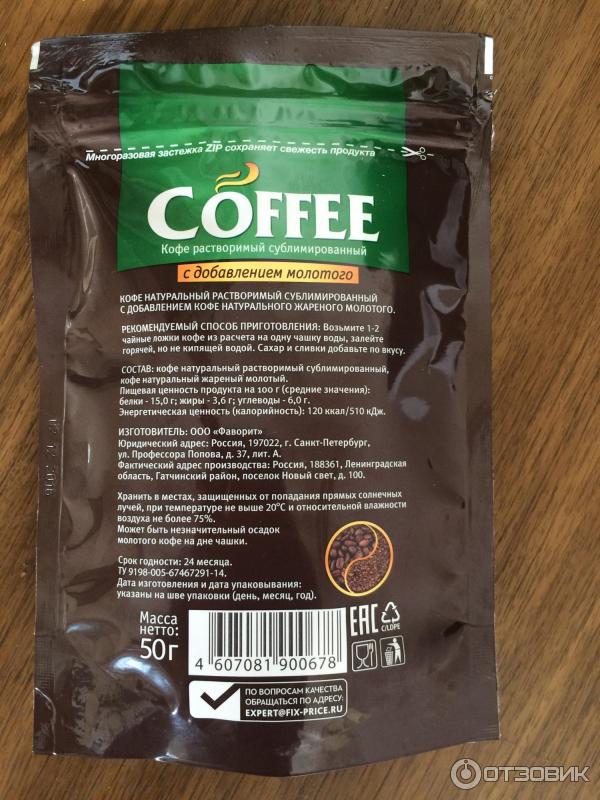 Многоразовая застежка ZIP сохраняет свежесть продукта
COFFEE
Кофе растворимый сублимированный
с добавлением молотого
КОФЕ НАТУРАЛЬНЫЙ РАСТВОРИМЫЙ СУБЛИМИРОВАННЫЙ
С ДОБАВЛЕНИЕМ КОФЕ НАТУРАЛЬНОГО ЖАРЕНОГО МОЛОТОГО.
РЕКОМЕНДУЕМЫЙ СПОСОБ ПРИГОТОВЛЕНИЯ: Возьмите 1-2
чайные ложки кофе из расчета на одну чашку воды, залейте
горячей, но не кипящей водой. Сахар и сливки добавьте по вкусу.
СОСТАВ: кофе натуральный растворимый сублимированный,
кофе натуральный жареный молотый.
Пищевая ценность продукта на 100 г (средние значения):
белки - 15,0 г; жиры - 3,6 г; углеводы - 6,0 г.
Энергетическая ценность (калорийность): 120 ккал/510 кДж.
ИЗГОТОВИТЕЛЬ: ООО «Фаворит»
Юридический адрес: Россия, 197022, г. Санкт-Петербург,
ул. Профессора Попова, д. 37, лит. А.
Фактический адрес производства: Россия, 188361, Ленинградская
область, Гатчинский район, поселок Новый свет, д. 100.
Хранить в местах, защищенных от попадания прямых солнечных
лучей, при температуре не выше 20°С и относительной влажности
воздуха не более 75%.
Может быть незначительный осадок
молотого кофе на дне чашки.
Срок годности: 24 месяца.
ТУ 9198-005-67467291-14.
Дата изготовления и дата упаковывания:
указаны на шве упаковки (день, месяц, год).
Масса
нетто:
50 г
4 607081 900678
EAC
C/LDPE
ПО ВОПРОСАМ КАЧЕСТВА
ОБРАЩАТЬСЯ ПО АДРЕСУ:
EXPERT@FIX-PRICE.RU
ОТЗОВИК